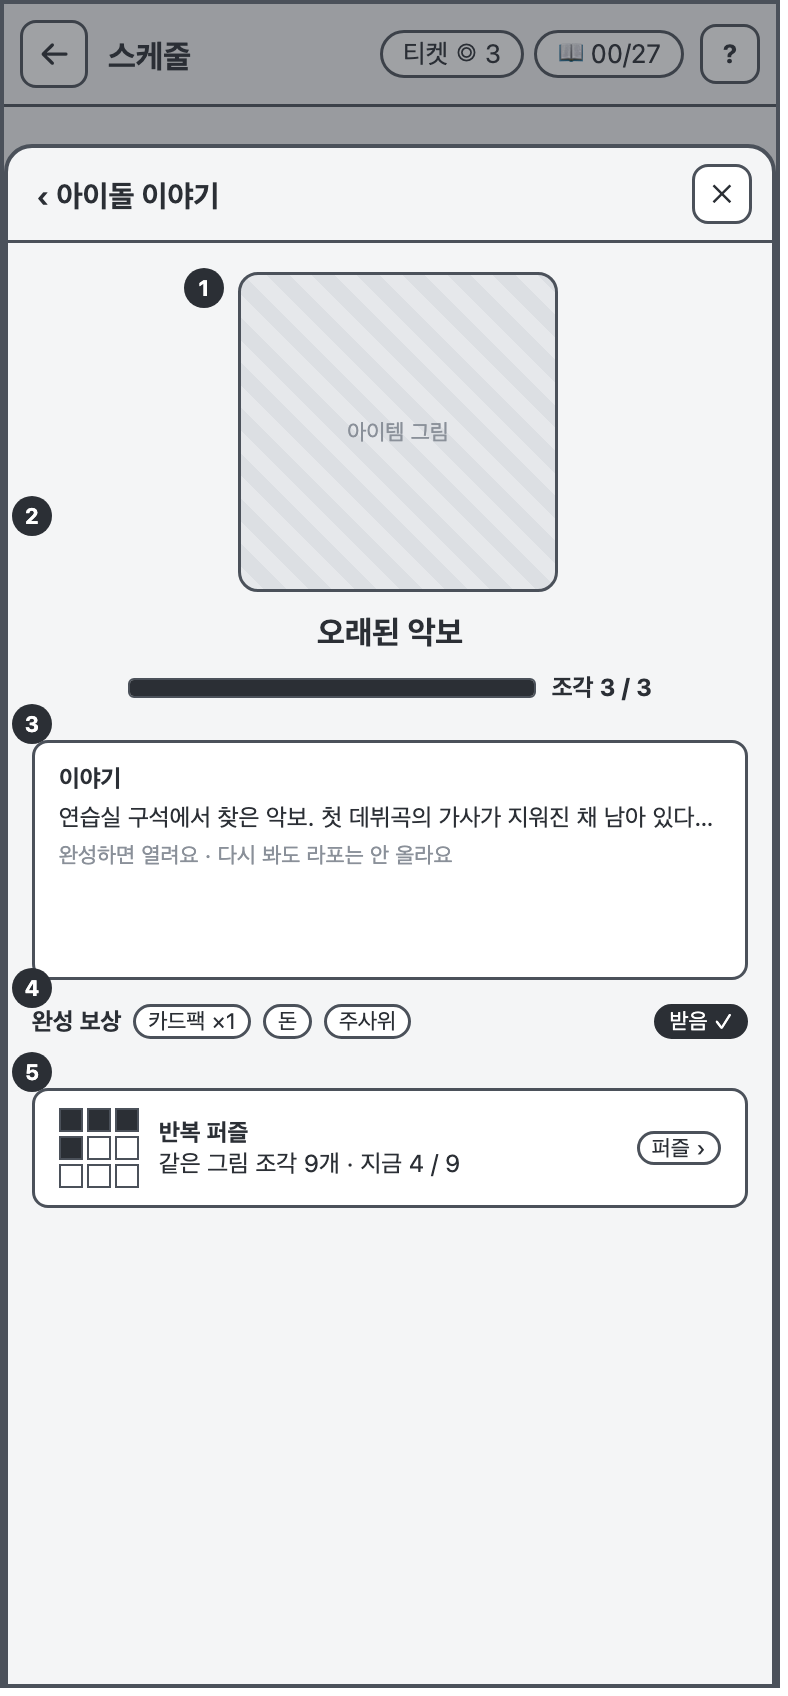 ← 스케줄 티켓 ◎ 3 📖 00/27 ?
‹ 아이돌 이야기 ×
1
아이템 그림
2
오래된 악보
조각 3 / 3
3
이야기
연습실 구석에서 찾은 악보. 첫 데뷔곡의 가사가 지워진 채 남아 있다…
완성하면 열려요 · 다시 봐도 라포는 안 올라요
4
완성 보상 카드팩 ×1 돈 주사위 받음 ✓
5
반복 퍼즐
같은 그림 조각 9개 · 지금 4 / 9
퍼즐 ›